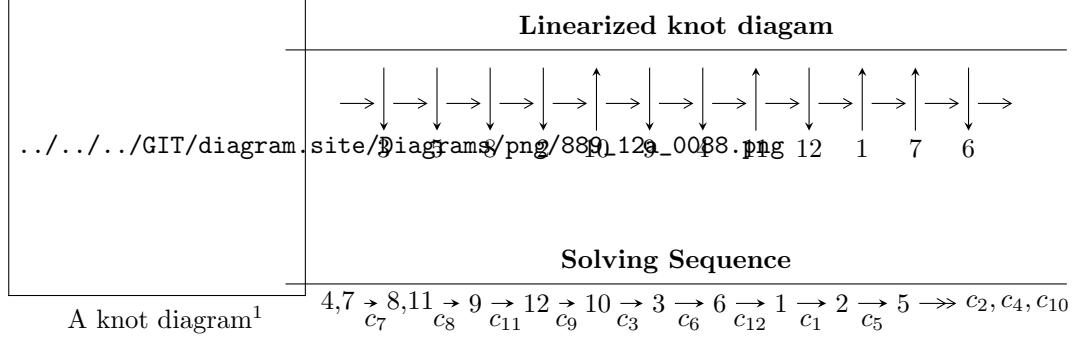 Linearized knot diagam
../../../GIT/diagram.site/Diagrams/png/889_12a_0088.png
3 5 8 2 10 9 4 11 12 1 7 6
Solving Sequence
4,7 → 8,11 → 9 → 12 → 10 → 3 → 6 → 1 → 2 → 5 →→ c₂, c₄, c₁₀
c₇ c₈ c₁₁ c₉ c₃ c₆ c₁₂ c₁ c₅
A knot diagram¹